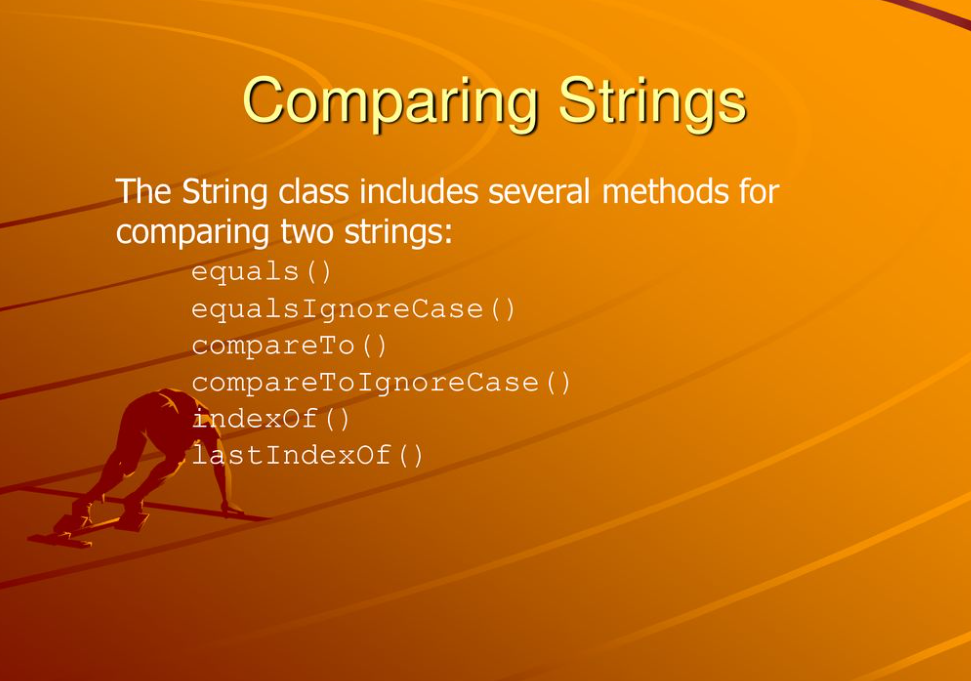 Comparing Strings
The String class includes several methods for
comparing two strings:
equals()
equalsIgnoreCase()
compareTo()
compareToIgnoreCase()
indexOf()
lastIndexOf()